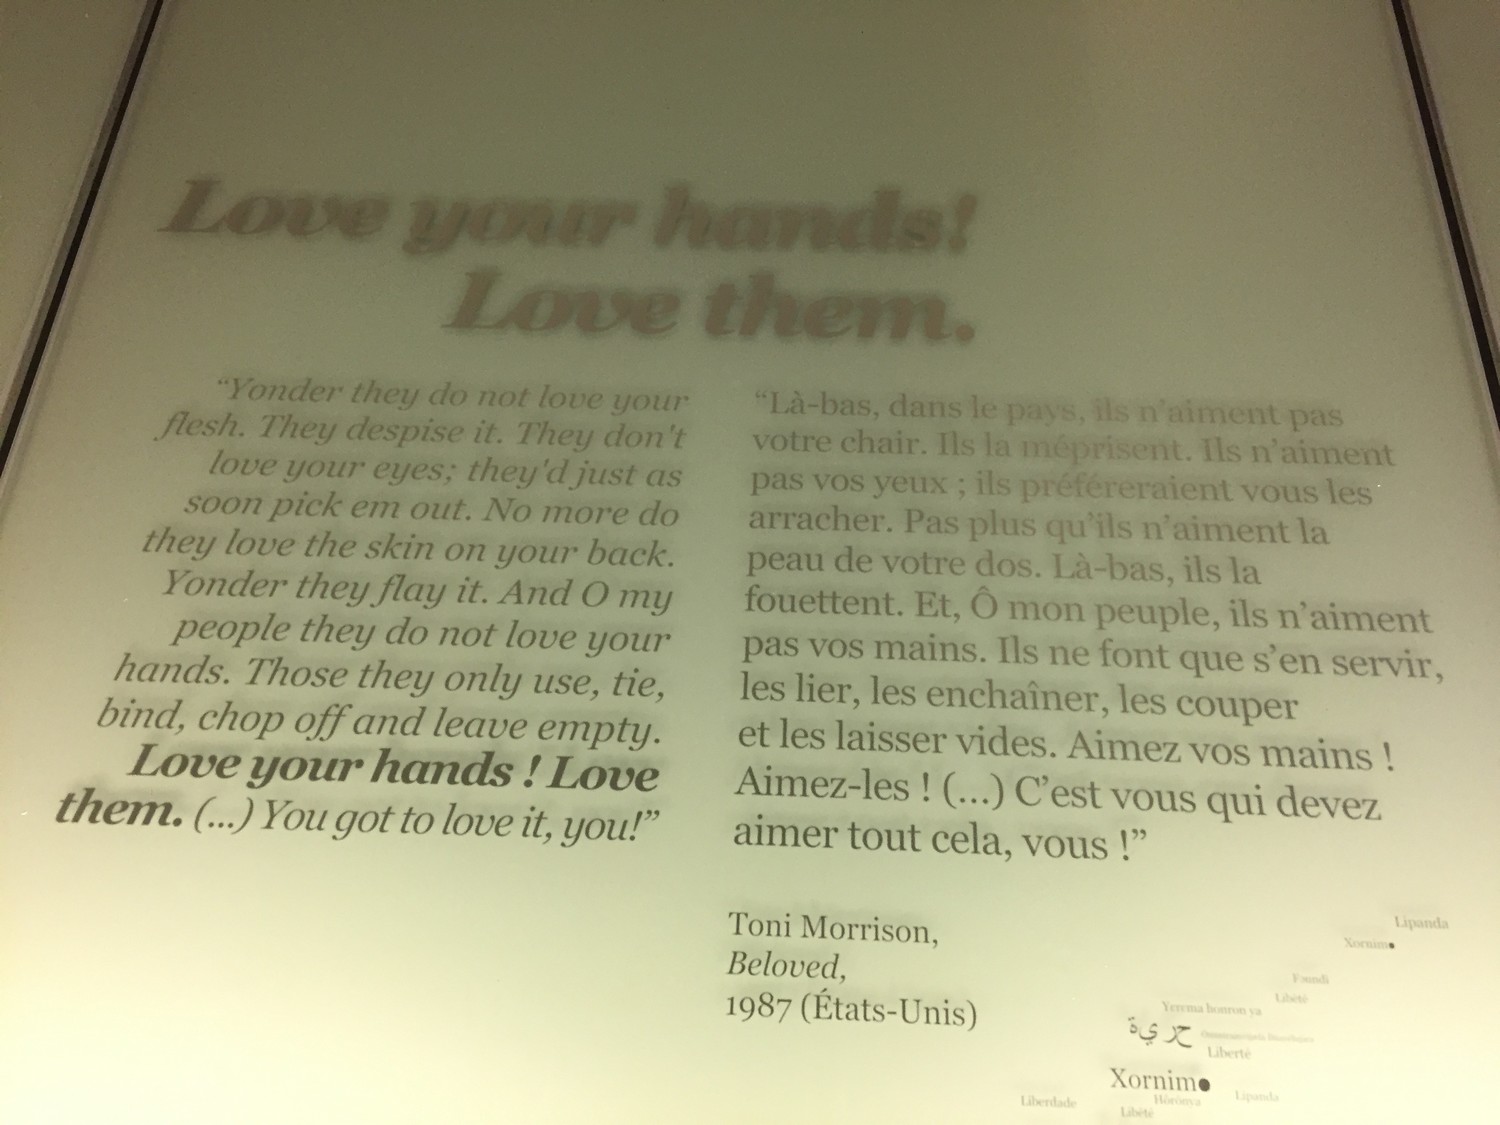 Love your hands!
Love them.
“Yonder they do not love your
flesh. They despise it. They don't
love your eyes; they'd just as
soon pick em out. No more do
they love the skin on your back.
Yonder they flay it. And O my
people they do not love your
hands. Those they only use, tie,
bind, chop off and leave empty.
Love your hands ! Love
them. (...) You got to love it, you!”
“Là-bas, dans le pays, ils n’aiment pas
votre chair. Ils la méprisent. Ils n’aiment
pas vos yeux ; ils préféreraient vous les
arracher. Pas plus qu’ils n’aiment la
peau de votre dos. Là-bas, ils la
fouettent. Et, Ô mon peuple, ils n’aiment
pas vos mains. Ils ne font que s’en servir,
les lier, les enchaîner, les couper
et les laisser vides. Aimez vos mains !
Aimez-les ! (...) C’est vous qui devez
aimer tout cela, vous !”
Toni Morrison,
Beloved,
1987 (États-Unis)
Lipanda
Xornim
Foundi
Libèté
Yerema honron ya
حر ية
Liberté
Xornim
Liberdade
Hòrònya
Lipanda
Libèté